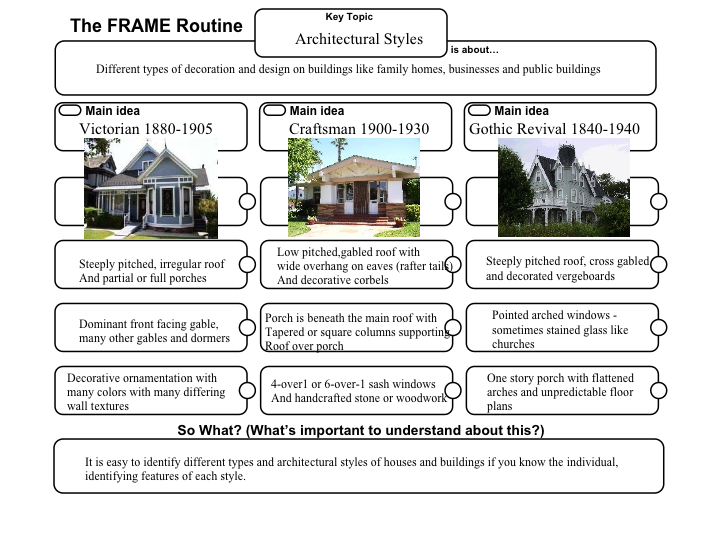 The FRAME Routine
Key Topic
Architectural Styles
is about…
Different types of decoration and design on buildings like family homes, businesses and public buildings
Main idea
Victorian 1880-1905
Steeply pitched, irregular roof
And partial or full porches
Dominant front facing gable,
many other gables and dormers
Decorative ornamentation with
many colors with many differing
wall textures
Main idea
Craftsman 1900-1930
Low pitched,gabled roof with
wide overhang on eaves (rafter tails)
And decorative corbels
Porch is beneath the main roof with
Tapered or square columns supporting
Roof over porch
4-over1 or 6-over-1 sash windows
And handcrafted stone or woodwork
Main idea
Gothic Revival 1840-1940
Steeply pitched roof, cross gabled
and decorated vergeboards
Pointed arched windows -
sometimes stained glass like
churches
One story porch with flattened
arches and unpredictable floor
plans
So What? (What's important to understand about this?)
It is easy to identify different types and architectural styles of houses and buildings if you know the individual,
identifying features of each style.